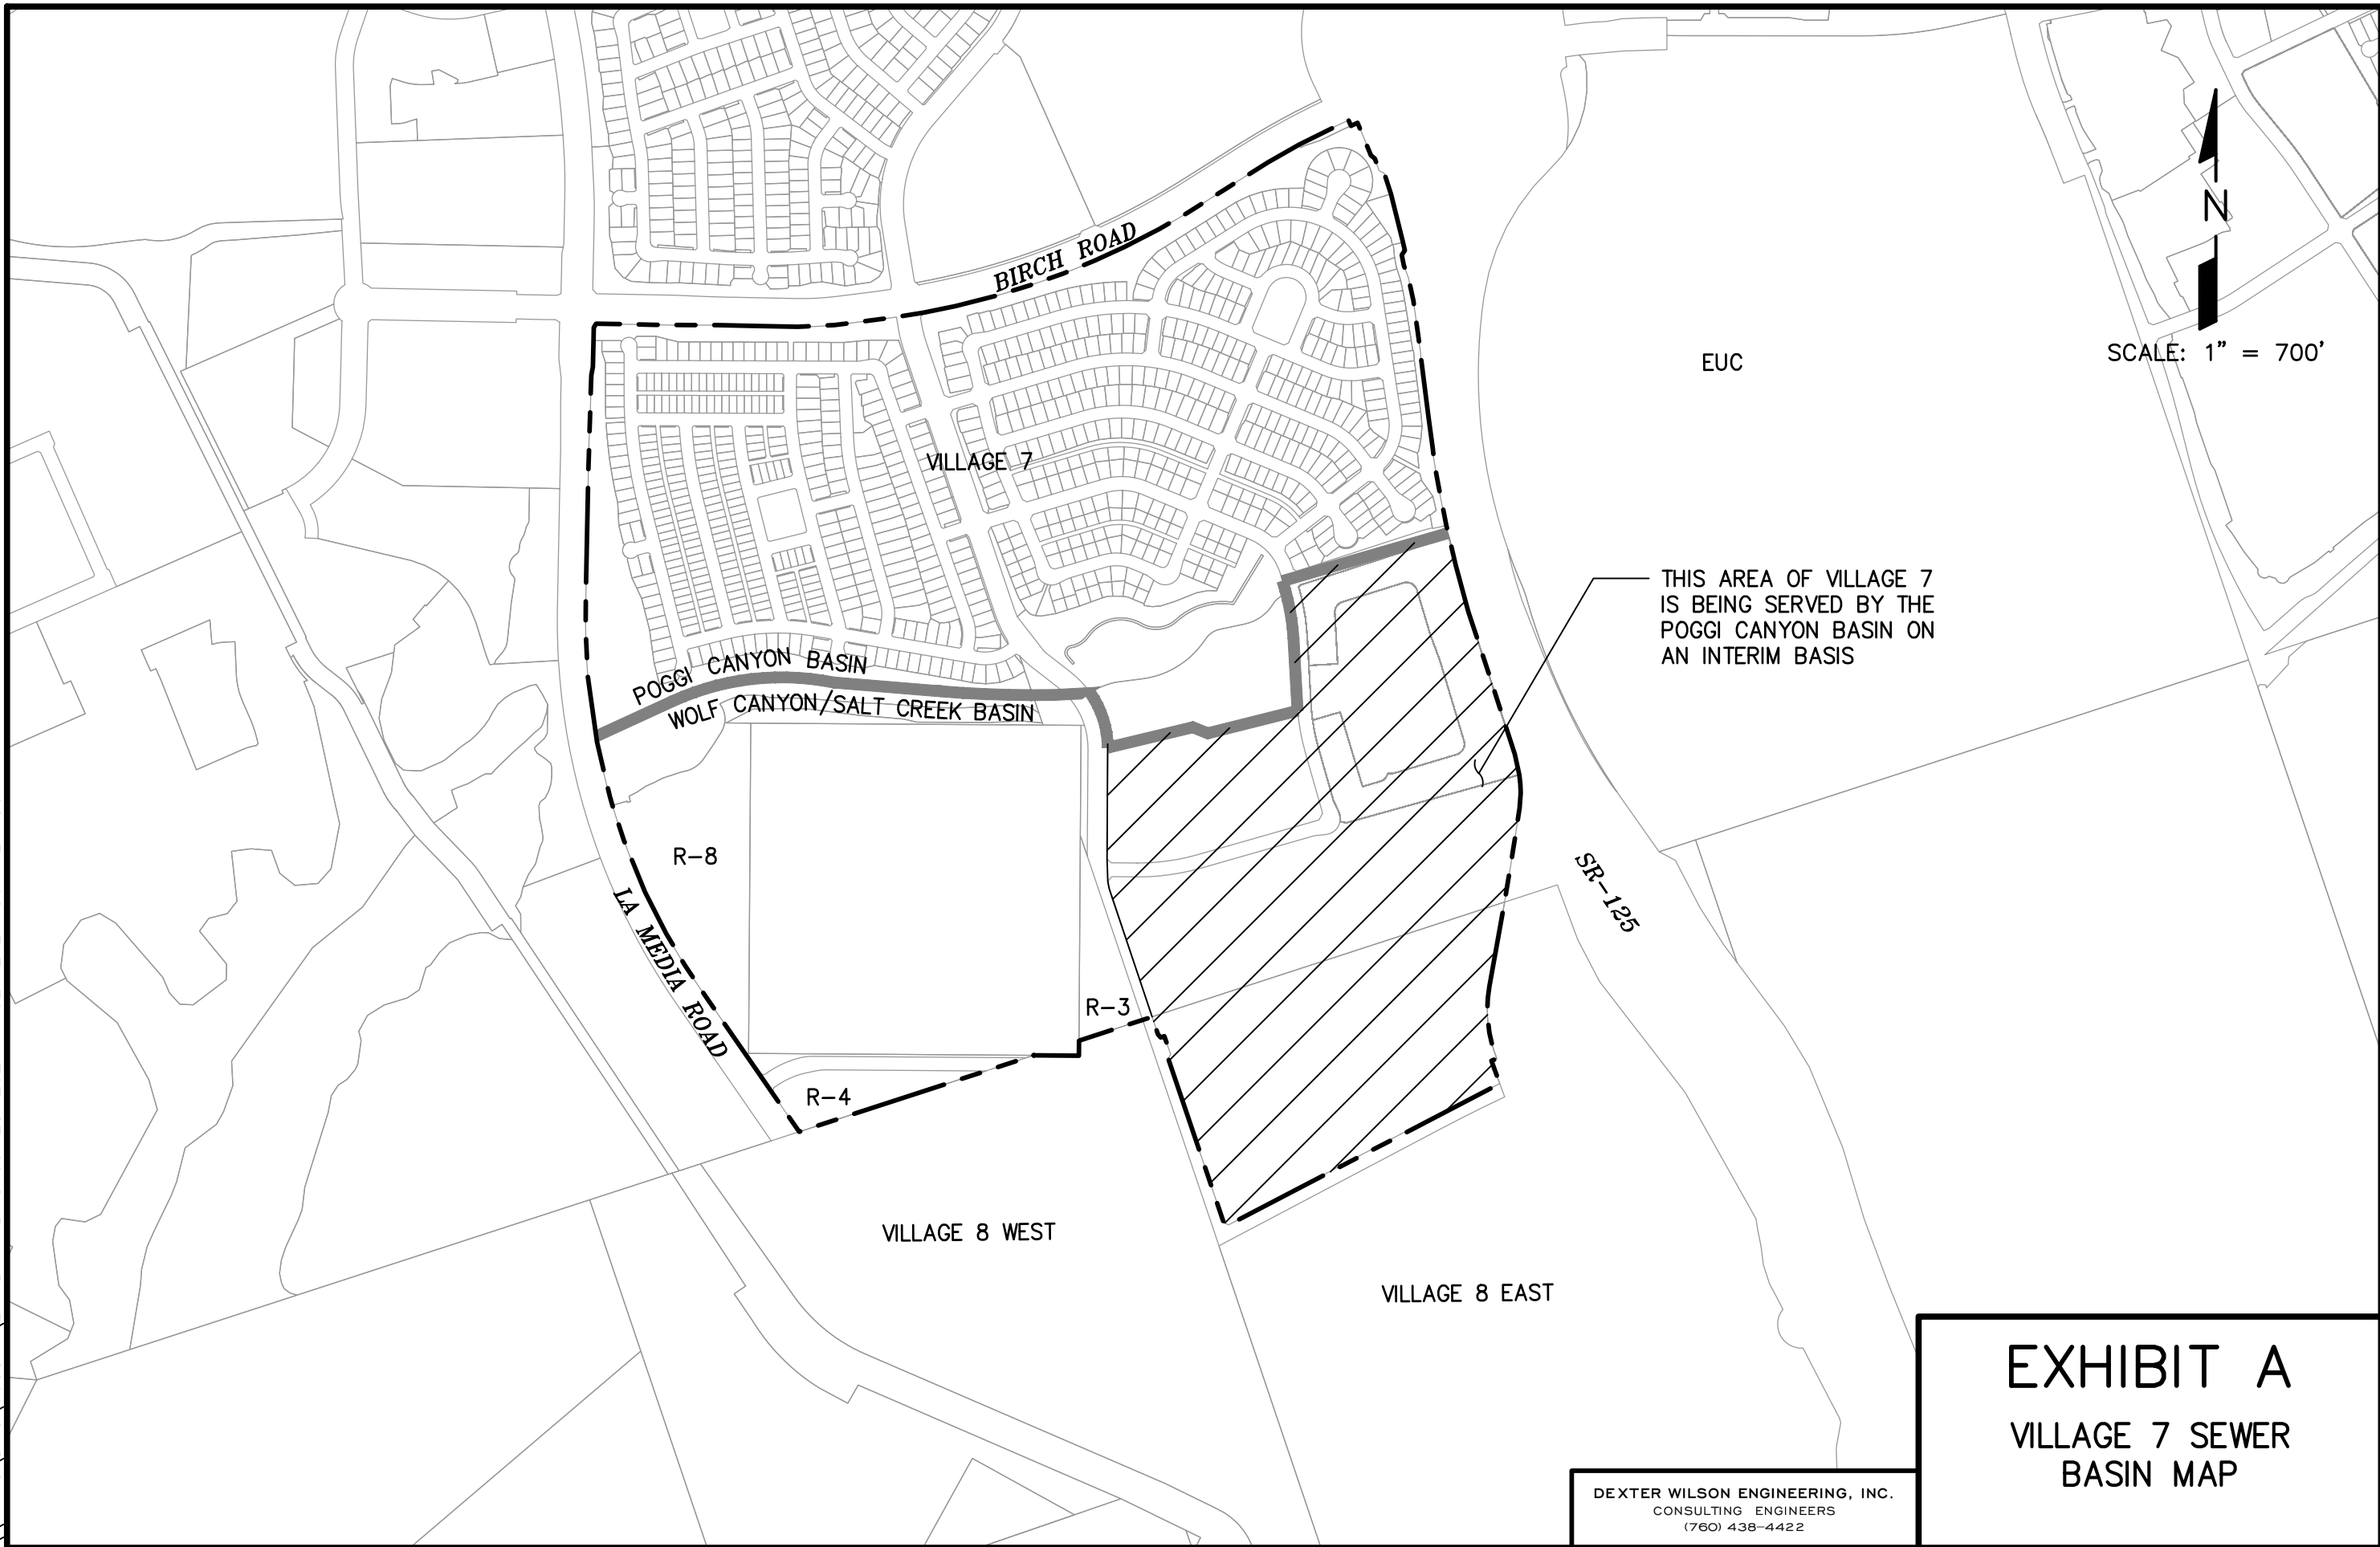 BIRCH ROAD
N
SCALE: 1” = 700’
EUC
VILLAGE 7
THIS AREA OF VILLAGE 7
IS BEING SERVED BY THE
POGGI CANYON BASIN ON
AN INTERIM BASIS
POGGI CANYON BASIN
WOLF CANYON/SALT CREEK BASIN
R-8
LA MEDIA ROAD
SR-125
R-3
R-4
VILLAGE 8 WEST
VILLAGE 8 EAST
EXHIBIT A
VILLAGE 7 SEWER
BASIN MAP
DEXTER WILSON ENGINEERING, INC.
CONSULTING ENGINEERS
(760) 438-4422